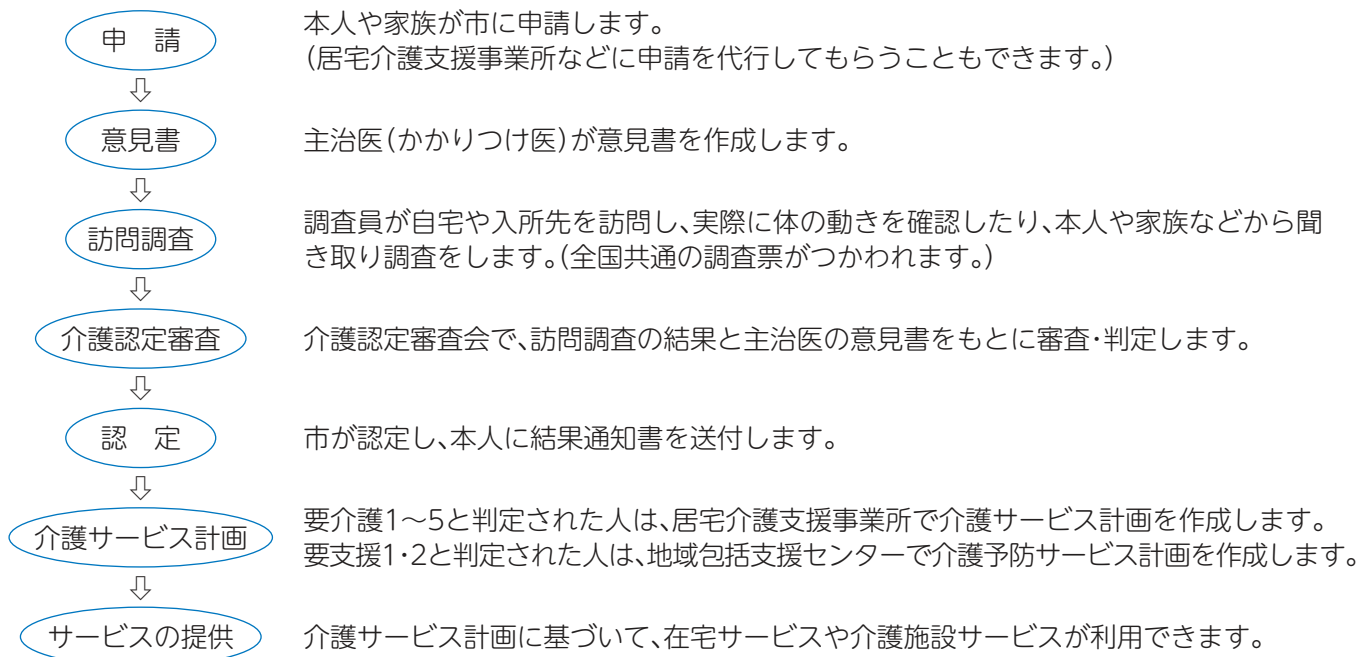 申　請
本人や家族が市に申請します。
(居宅介護支援事業所などに申請を代行してもらうこともできます。)
⇩
意見書
主治医(かかりつけ医)が意見書を作成します。
⇩
訪問調査
調査員が自宅や入所先を訪問し、実際に体の動きを確認したり、本人や家族などから聞
き取り調査をします。(全国共通の調査票がつかわれます。)
⇩
介護認定審査
介護認定審査会で、訪問調査の結果と主治医の意見書をもとに審査・判定します。
⇩
認　定
市が認定し、本人に結果通知書を送付します。
⇩
介護サービス計画
要介護1～5と判定された人は、居宅介護支援事業所で介護サービス計画を作成します。
要支援1・2と判定された人は、地域包括支援センターで介護予防サービス計画を作成します。
⇩
サービスの提供
介護サービス計画に基づいて、在宅サービスや介護施設サービスが利用できます。